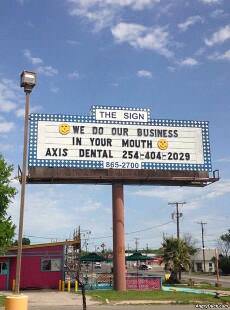 THE SIGN
WE DO OUR BUSINESS
IN YOUR MOUTH
AXIS DENTAL 254-404-2029
865-2700